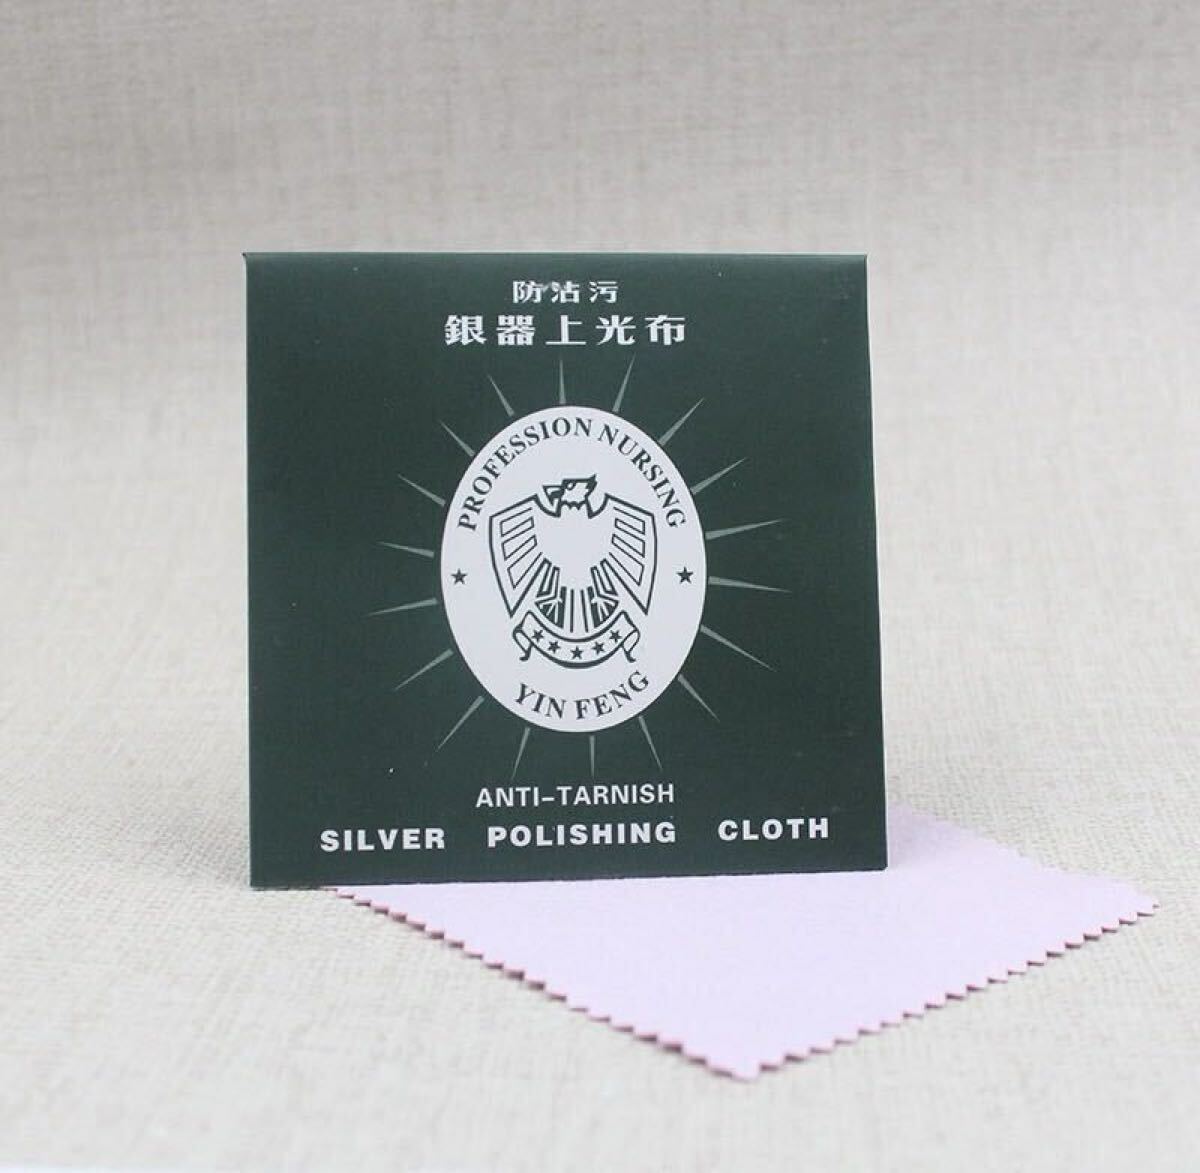 防沾污
銀器上光布
PROFESSION NURSING
YIN FENG
ANTI-TARNISH
SILVER POLISHING CLOTH